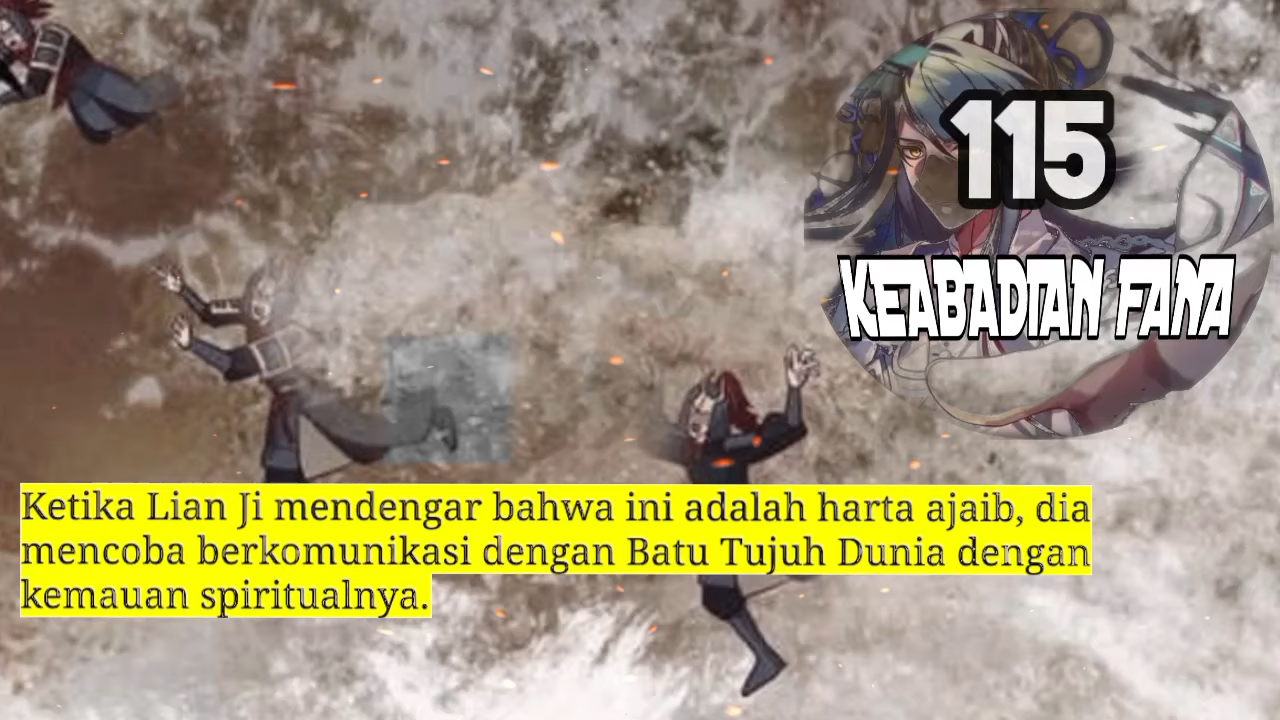 115
KEABADIAN FANA
Ketika Lian Ji mendengar bahwa ini adalah harta ajaib, dia
mencoba berkomunikasi dengan Batu Tujuh Dunia dengan
kemauan spiritualnya.